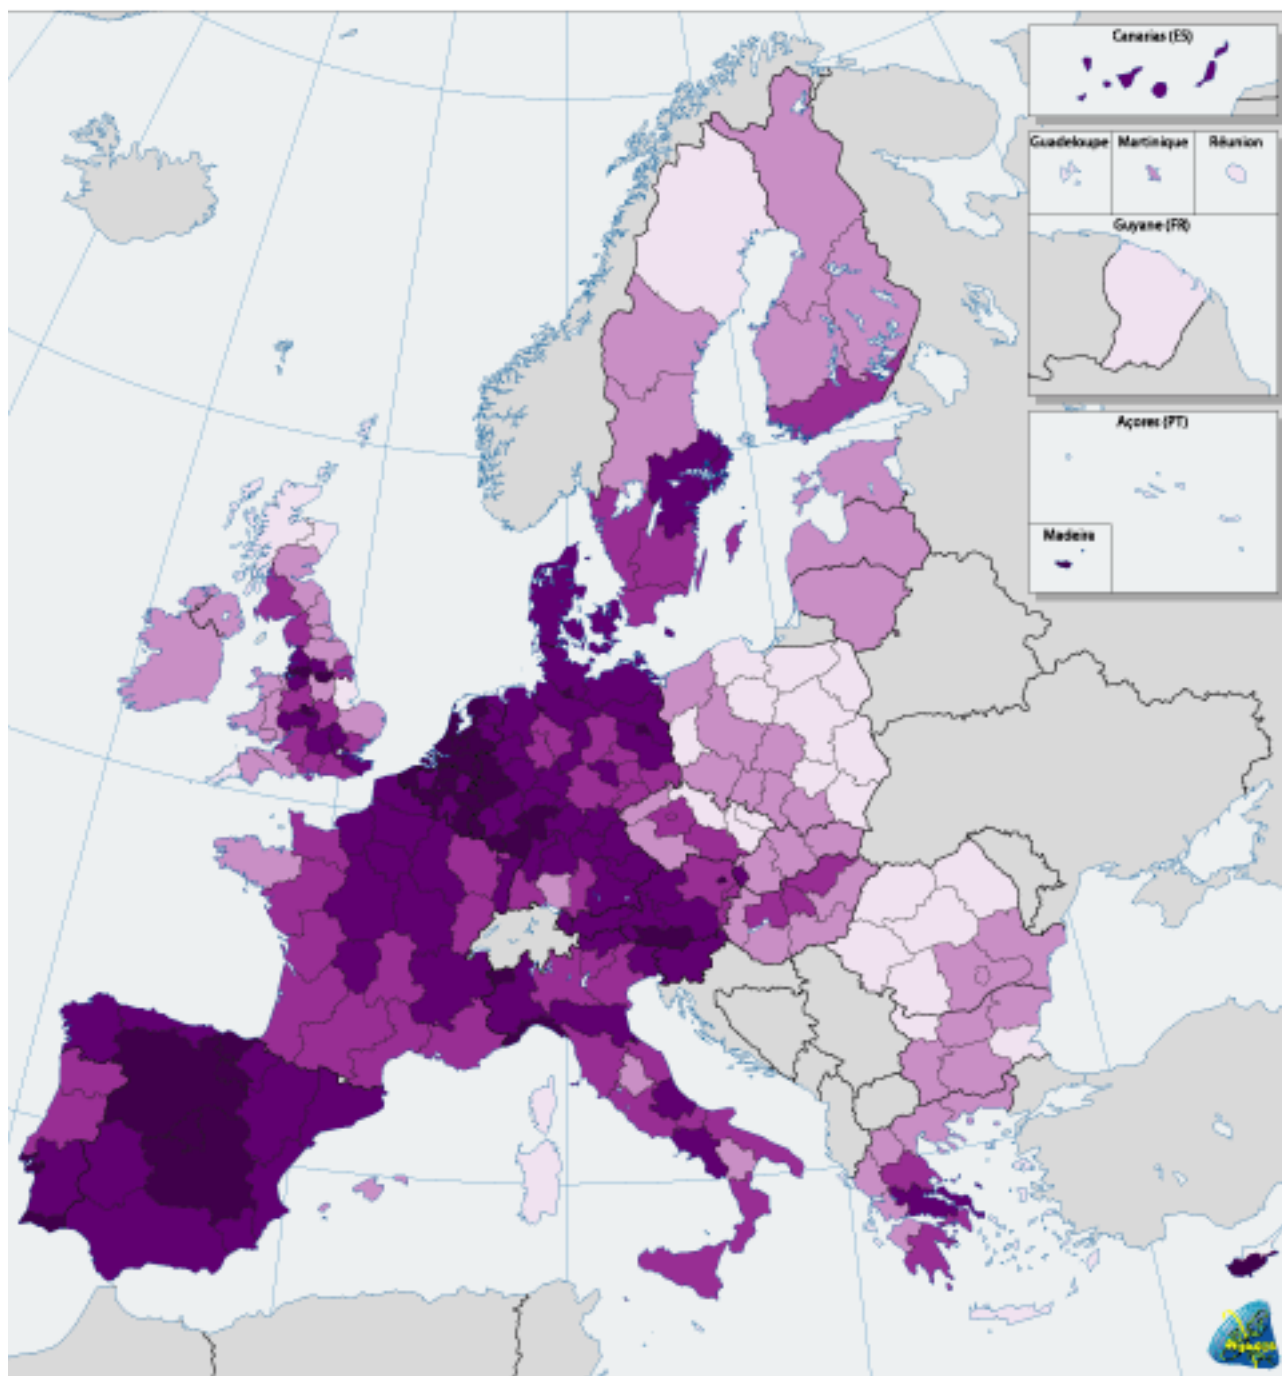 Canarias (ES)
Guadeloupe
Martinique
Réunion
Guyane (FR)
Açores (PT)
Madeira